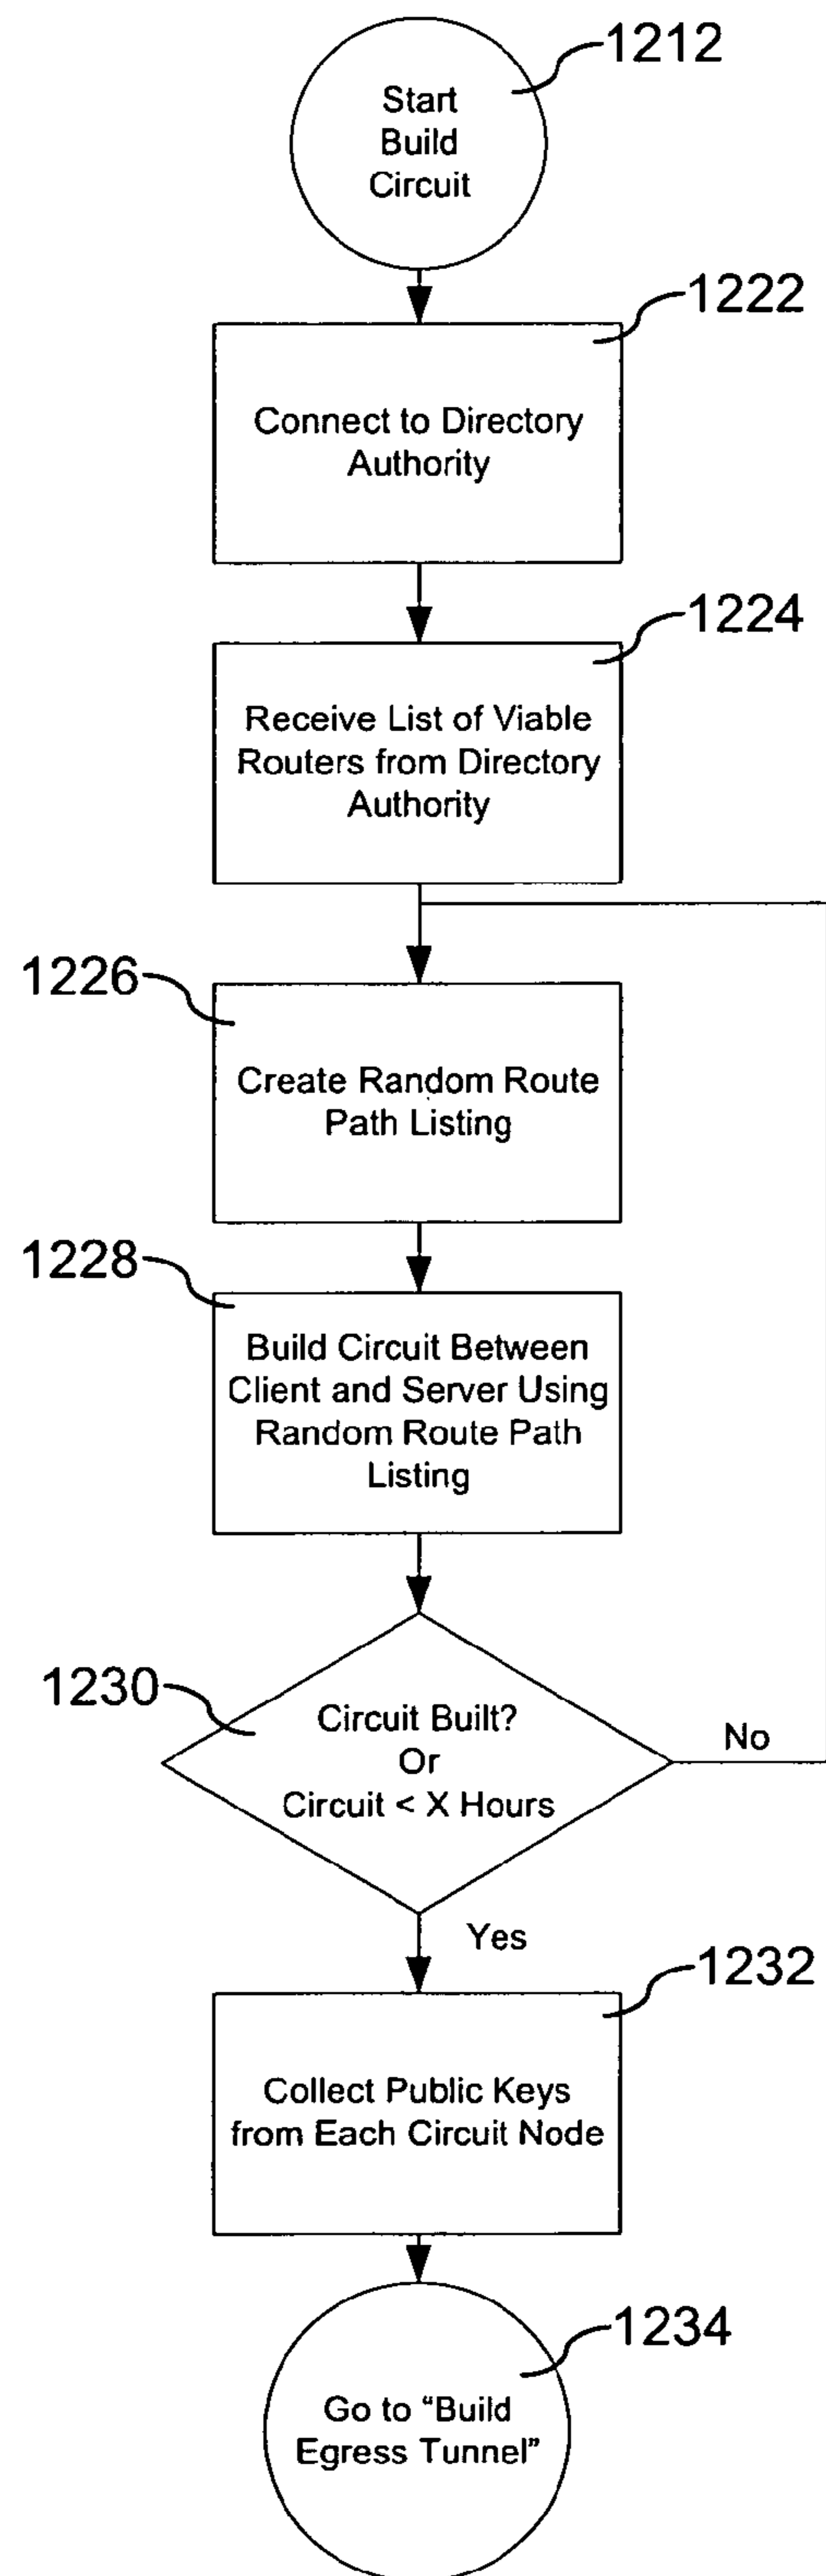 1212
Start
Build
Circuit
1222
Connect to Directory
Authority
1224
Receive List of Viable
Routers from Directory
Authority
1226
Create Random Route
Path Listing
1228
Build Circuit Between
Client and Server Using
Random Route Path
Listing
1230
Circuit Built?
Or
Circuit < X Hours
No
Yes
1232
Collect Public Keys
from Each Circuit Node
1234
Go to “Build
Egress Tunnel”